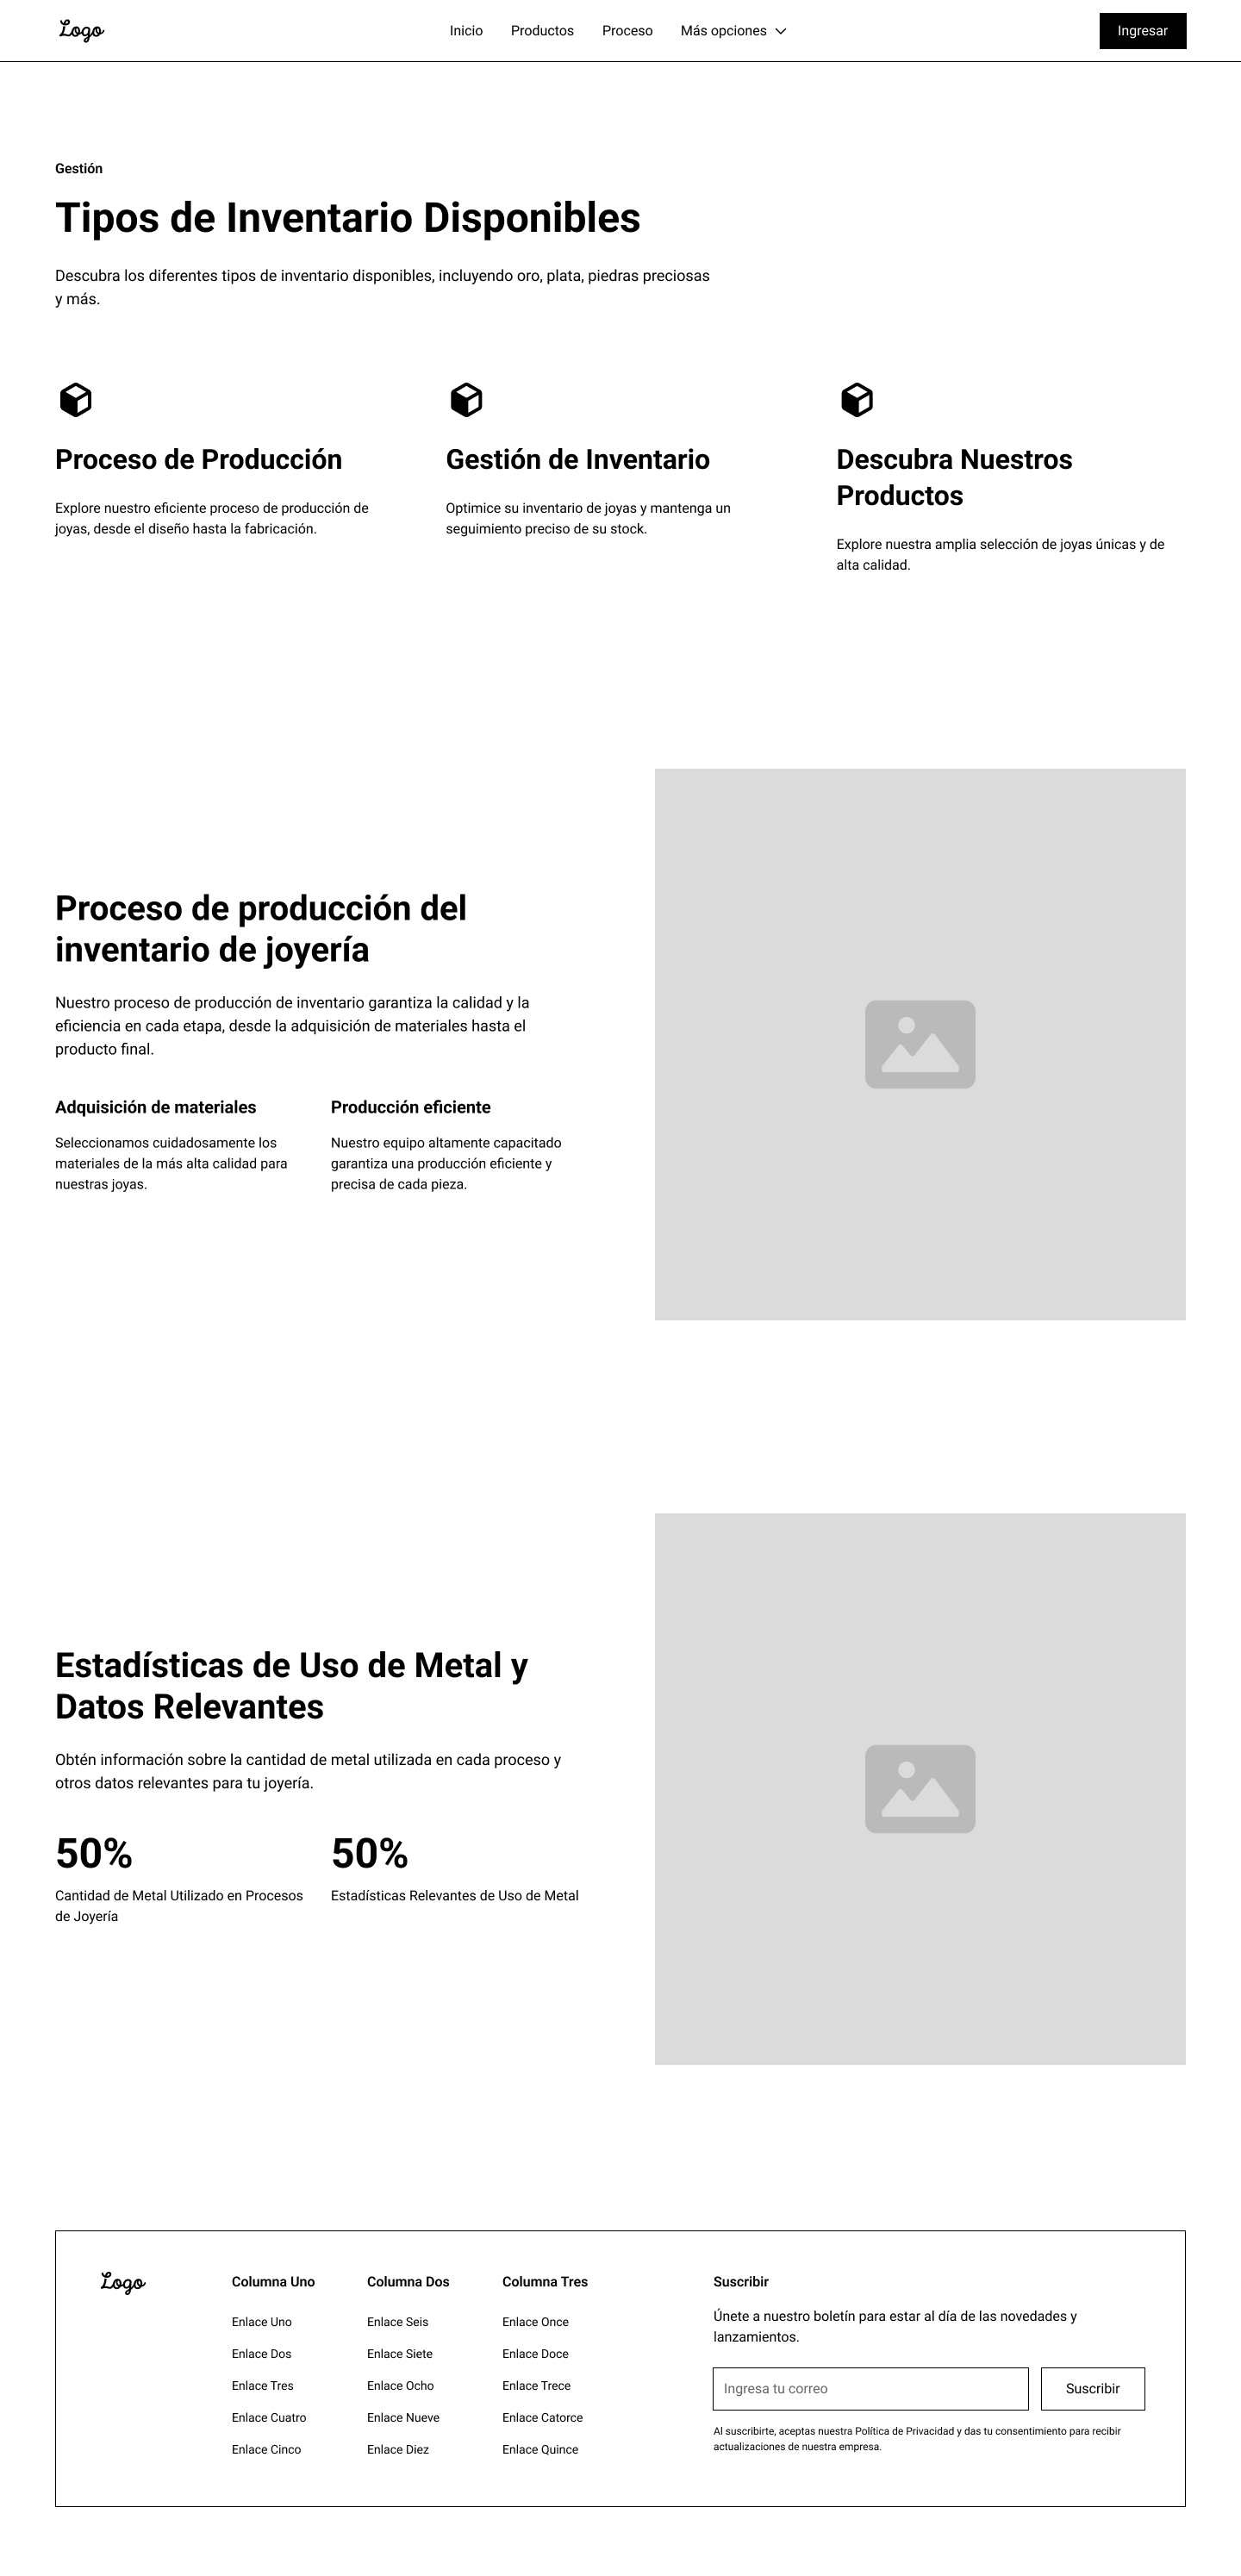 Logo
Inicio
Productos
Proceso
Más opciones
Ingresar
Gestión
Tipos de Inventario Disponibles
Descubra los diferentes tipos de inventario disponibles, incluyendo oro, plata, piedras preciosas
y más.
Proceso de Producción
Explore nuestro eficiente proceso de producción de
joyas, desde el diseño hasta la fabricación.
Gestión de Inventario
Optimice su inventario de joyas y mantenga un
seguimiento preciso de su stock.
Descubra Nuestros
Productos
Explore nuestra amplia selección de joyas únicas y de
alta calidad.
Proceso de producción del
inventario de joyería
Nuestro proceso de producción de inventario garantiza la calidad y la
eficiencia en cada etapa, desde la adquisición de materiales hasta el
producto final.
Adquisición de materiales
Seleccionamos cuidadosamente los
materiales de la más alta calidad para
nuestras joyas.
Producción eficiente
Nuestro equipo altamente capacitado
garantiza una producción eficiente y
precisa de cada pieza.
Estadísticas de Uso de Metal y
Datos Relevantes
Obtén información sobre la cantidad de metal utilizada en cada proceso y
otros datos relevantes para tu joyería.
50%
Cantidad de Metal Utilizado en Procesos
de Joyería
50%
Estadísticas Relevantes de Uso de Metal
Logo
Columna Uno
Enlace Uno
Enlace Dos
Enlace Tres
Enlace Cuatro
Enlace Cinco
Columna Dos
Enlace Seis
Enlace Siete
Enlace Ocho
Enlace Nueve
Enlace Diez
Columna Tres
Enlace Once
Enlace Doce
Enlace Trece
Enlace Catorce
Enlace Quince
Suscribir
Únete a nuestro boletín para estar al día de las novedades y
lanzamientos.
Ingresa tu correo
Suscribir
Al suscribirte, aceptas nuestra Política de Privacidad y das tu consentimiento para recibir
actualizaciones de nuestra empresa.